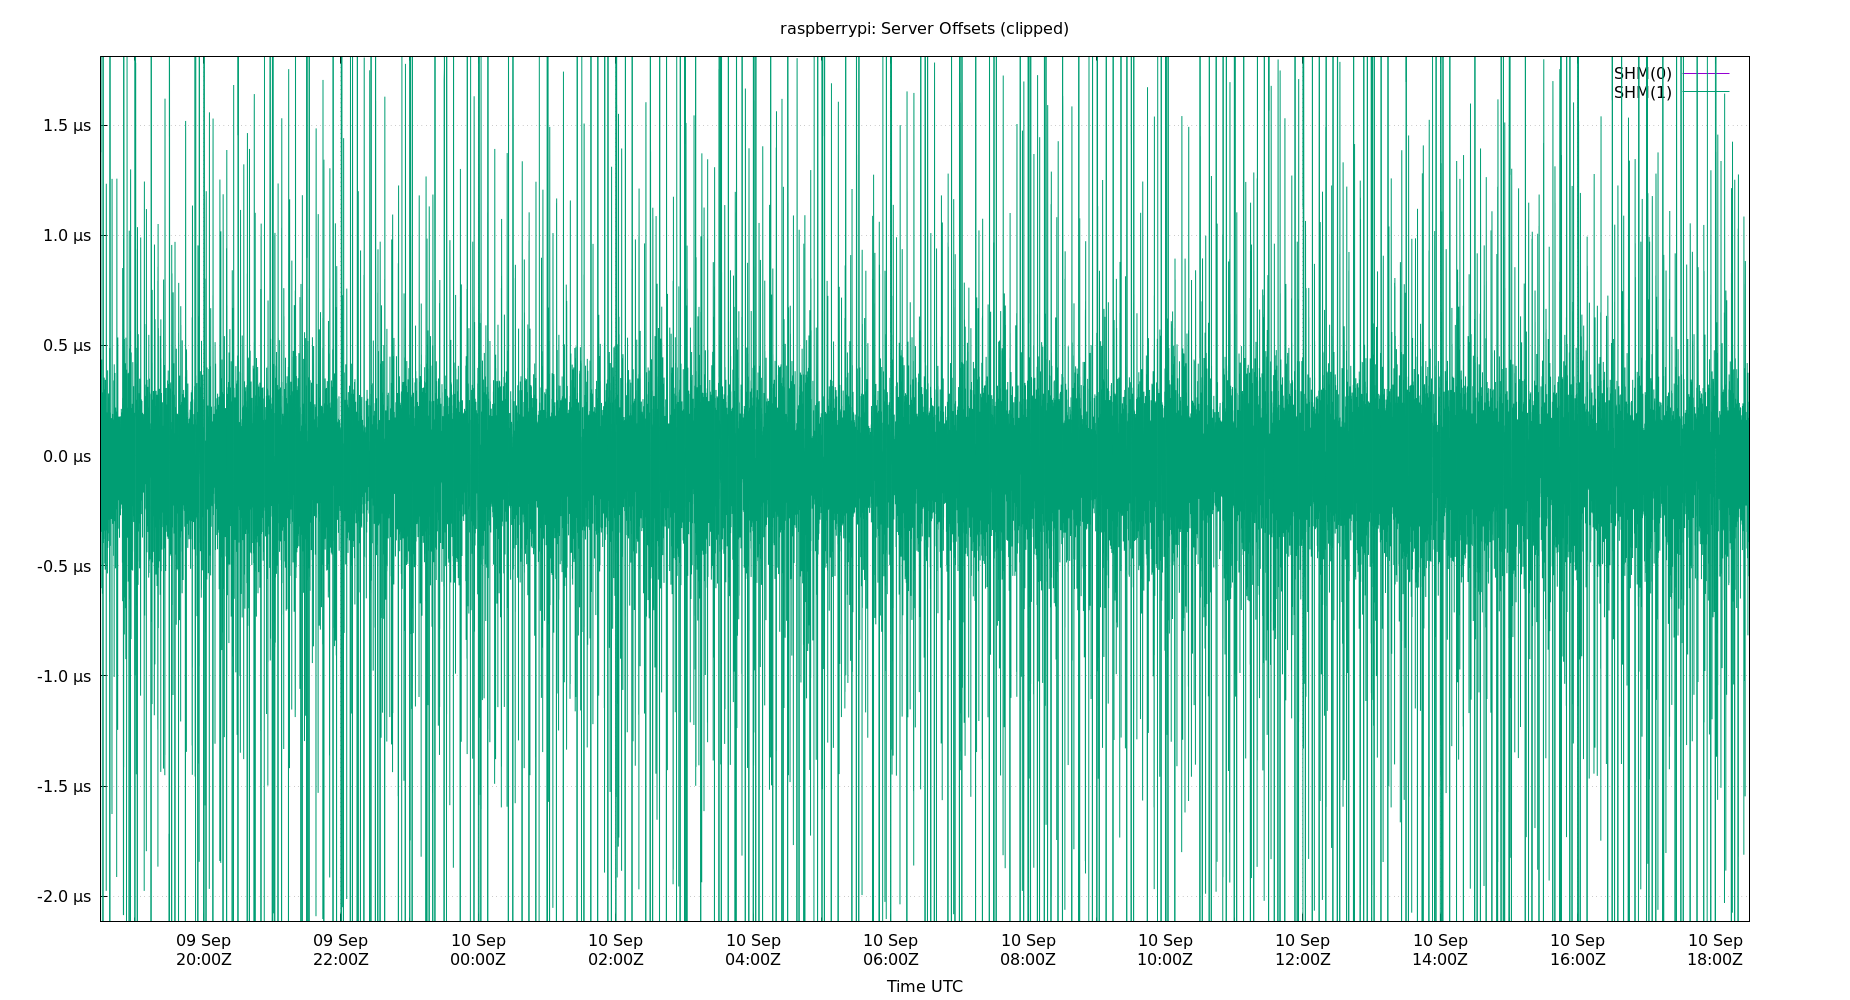 raspberrypi: Server Offsets (clipped)
SHM(0)
SHM(1)
1.5 µs
1.0 µs
0.5 µs
0.0 µs
-0.5 µs
-1.0 µs
-1.5 µs
-2.0 µs
09 Sep 09 Sep 10 Sep 10 Sep 10 Sep 10 Sep 10 Sep 10 Sep 10 Sep 10 Sep 10 Sep 10 Sep
20:00Z 22:00Z 00:00Z 02:00Z 04:00Z 06:00Z 08:00Z 10:00Z 12:00Z 14:00Z 16:00Z 18:00Z
Time UTC